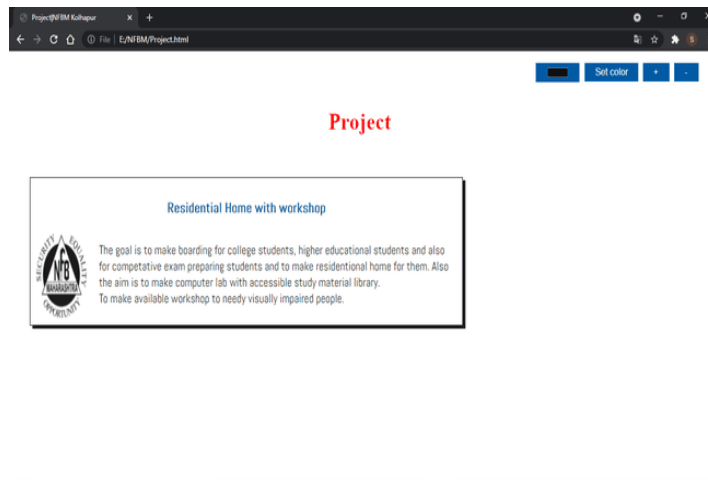 Project@NFBM Kolhapur
File | E:/NFBM/Project.html
S
Set color
+
-
Project
Residential Home with workshop
SECURITY EQUALITY
NFB
MAHARASHTRA
OPPORTUNITY
The goal is to make boarding for college students, higher educational students and also
for competative exam preparing students and to make residentional home for them. Also
the aim is to make computer lab with accessible study material library.
To make available workshop to needy visually impaired people.